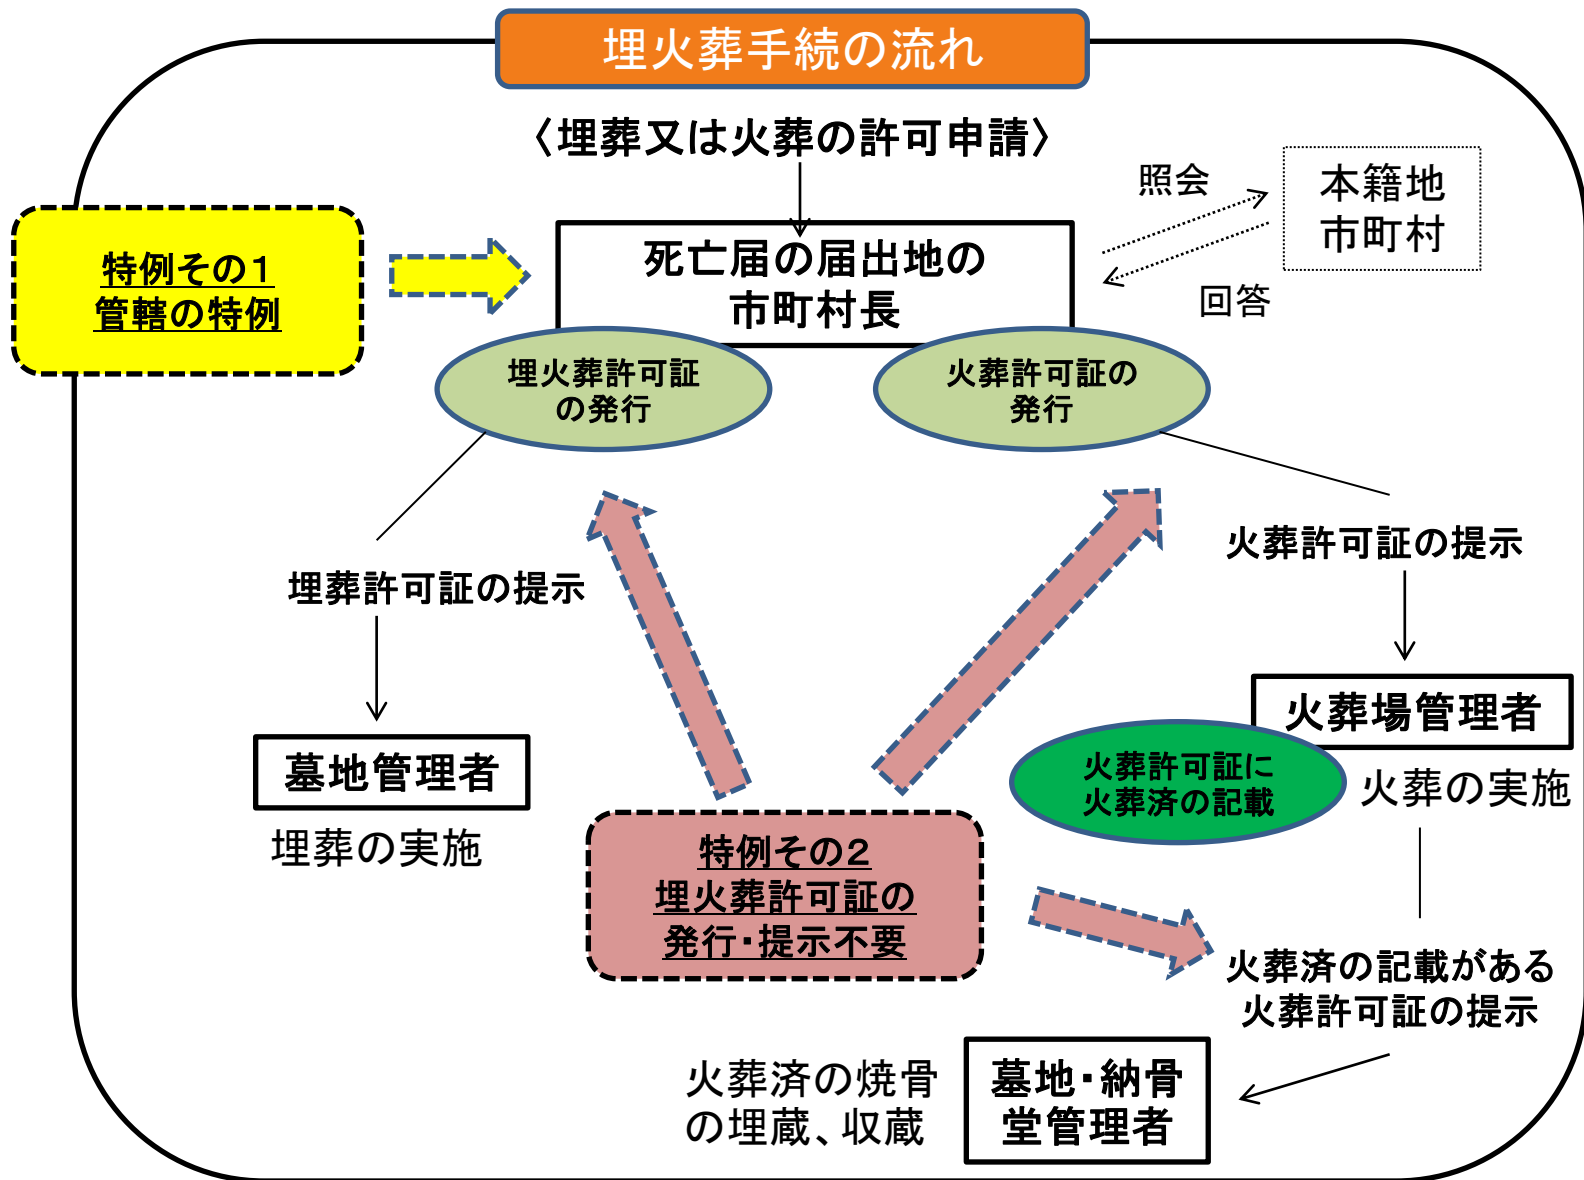 埋火葬手続の流れ
〈埋葬又は火葬の許可申請〉
照会
本籍地
市町村
特例その１
管轄の特例
死亡届の届出地の
市町村長
回答
埋火葬許可証
の発行
火葬許可証の
発行
埋葬許可証の提示
火葬許可証の提示
墓地管理者
埋葬の実施
火葬場管理者
火葬許可証に
火葬済の記載
火葬の実施
特例その２
埋火葬許可証の
発行・提示不要
火葬済の記載がある
火葬許可証の提示
火葬済の焼骨
の埋蔵、収蔵
墓地・納骨
堂管理者